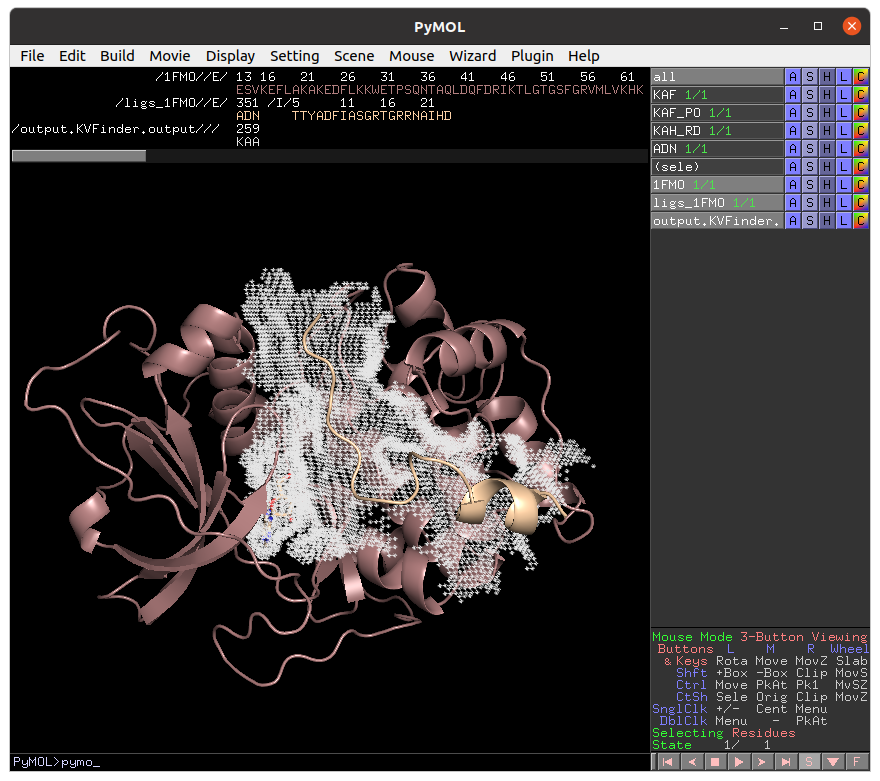 PyMOL
File Edit Build Movie Display Setting Scene Mouse Wizard Plugin Help
/1FMO//E/ 13 16 21 26 31 36 41 46 51 56 61
ESVKEFLAKAKEDFLKKWETPSQNTAQLDQFDRIKTLGTGSFGRVMLVKHK
/ligs_1FMO//E/ 351 /I/5 11 16 21
ADN TTYADFIASGRTGRRNAIHD
/output.KVFinder.output/// 259
KAA
all A S H L C
KAF 1/1 A S H L C
KAF_PO 1/1 A S H L C
KAH_RD 1/1 A S H L C
ADN 1/1 A S H L C
(sele) A S H L C
1FMO 1/1 A S H L C
ligs_1FMO 1/1 A S H L C
output.KVFinder. A S H L C
Mouse Mode 3-Button Viewing
Buttons L M R Wheel
& Keys Rota Move MovZ Slab
Shft +Box -Box Clip MovS
Ctrl Move PkAt Pk1 MvSZ
CtSh Sele Orig Clip MovZ
SnglClk +/- Cent Menu
DblClk Menu - PkAt
Selecting Residues
State 1/ 1
PyMOL>pymo_
S F